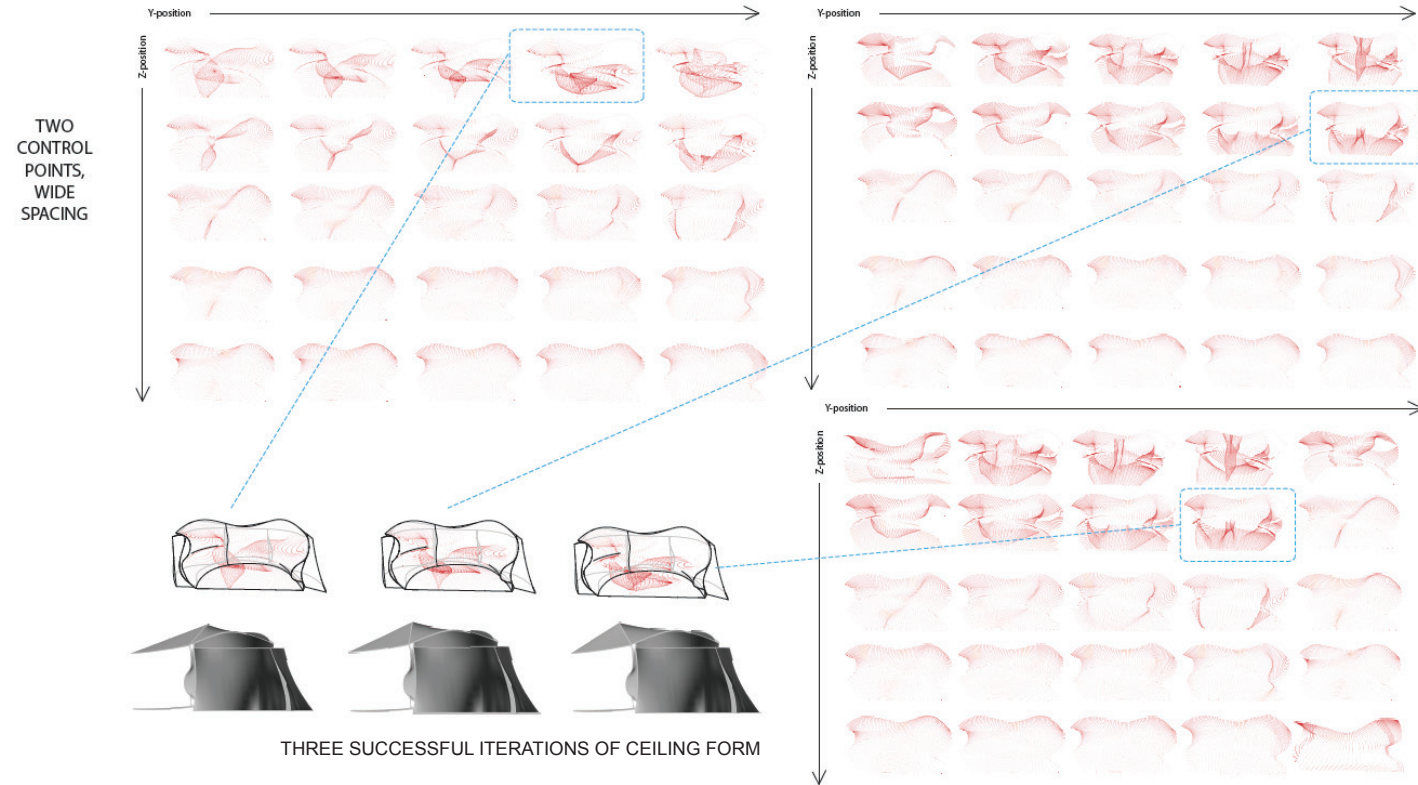 Y-position
Z-position
TWO
CONTROL
POINTS,
WIDE
SPACING
Y-position
Z-position
Y-position
Z-position
THREE SUCCESSFUL ITERATIONS OF CEILING FORM